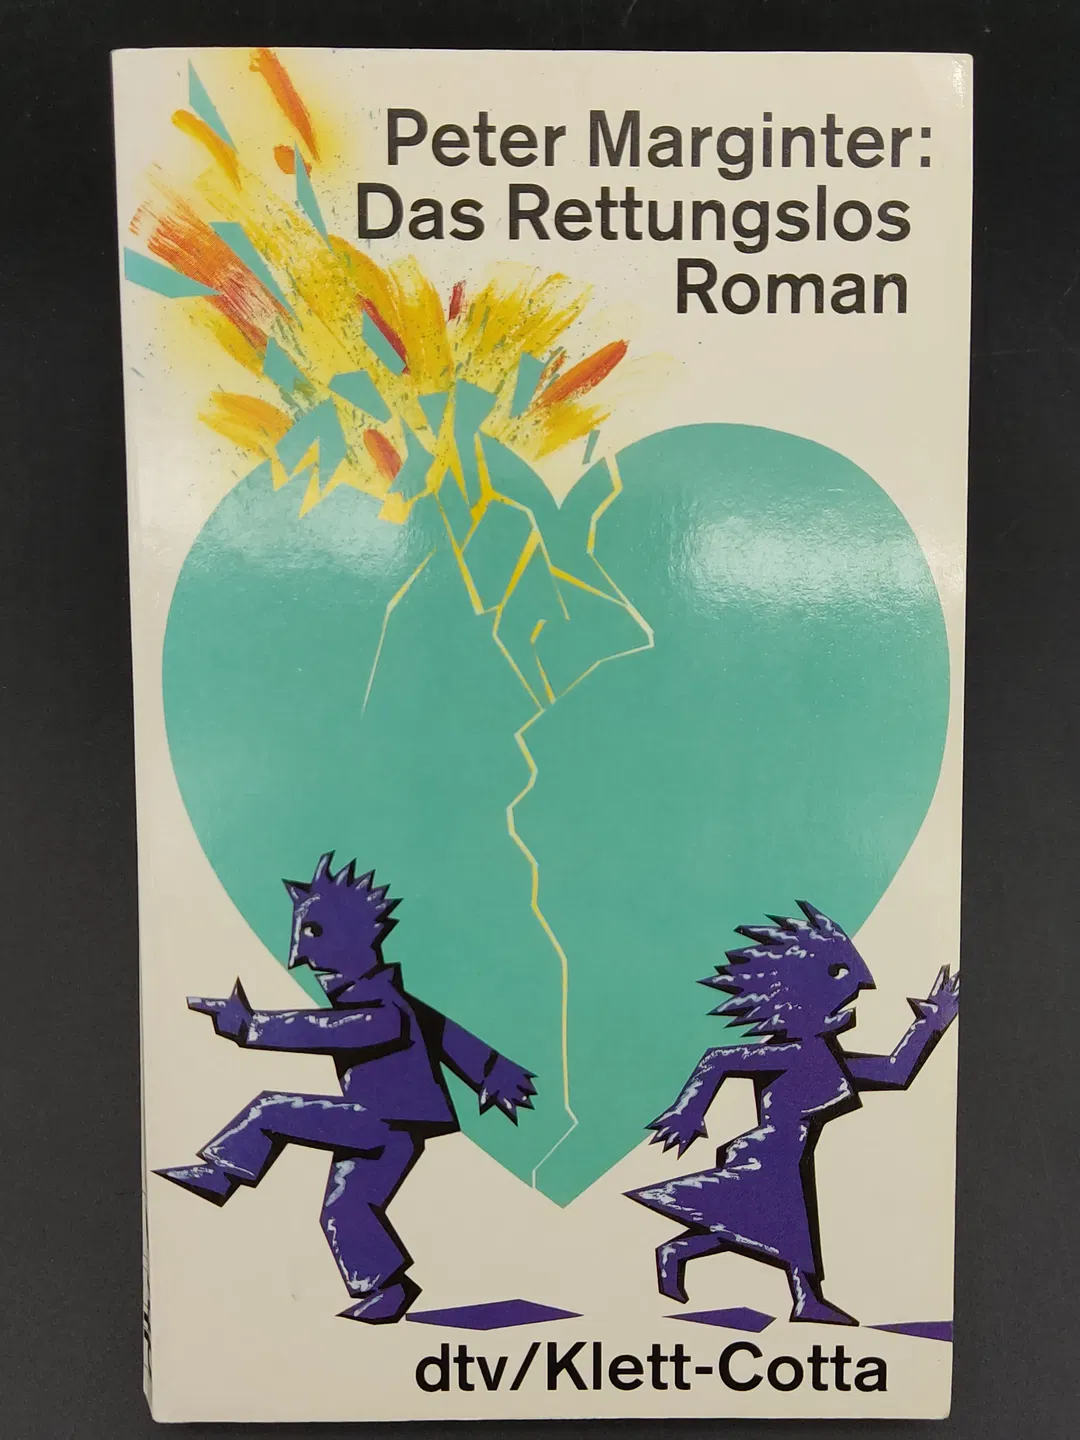 Peter Marginter:
Das Rettungslos
Roman
dtv/Klett-Cotta